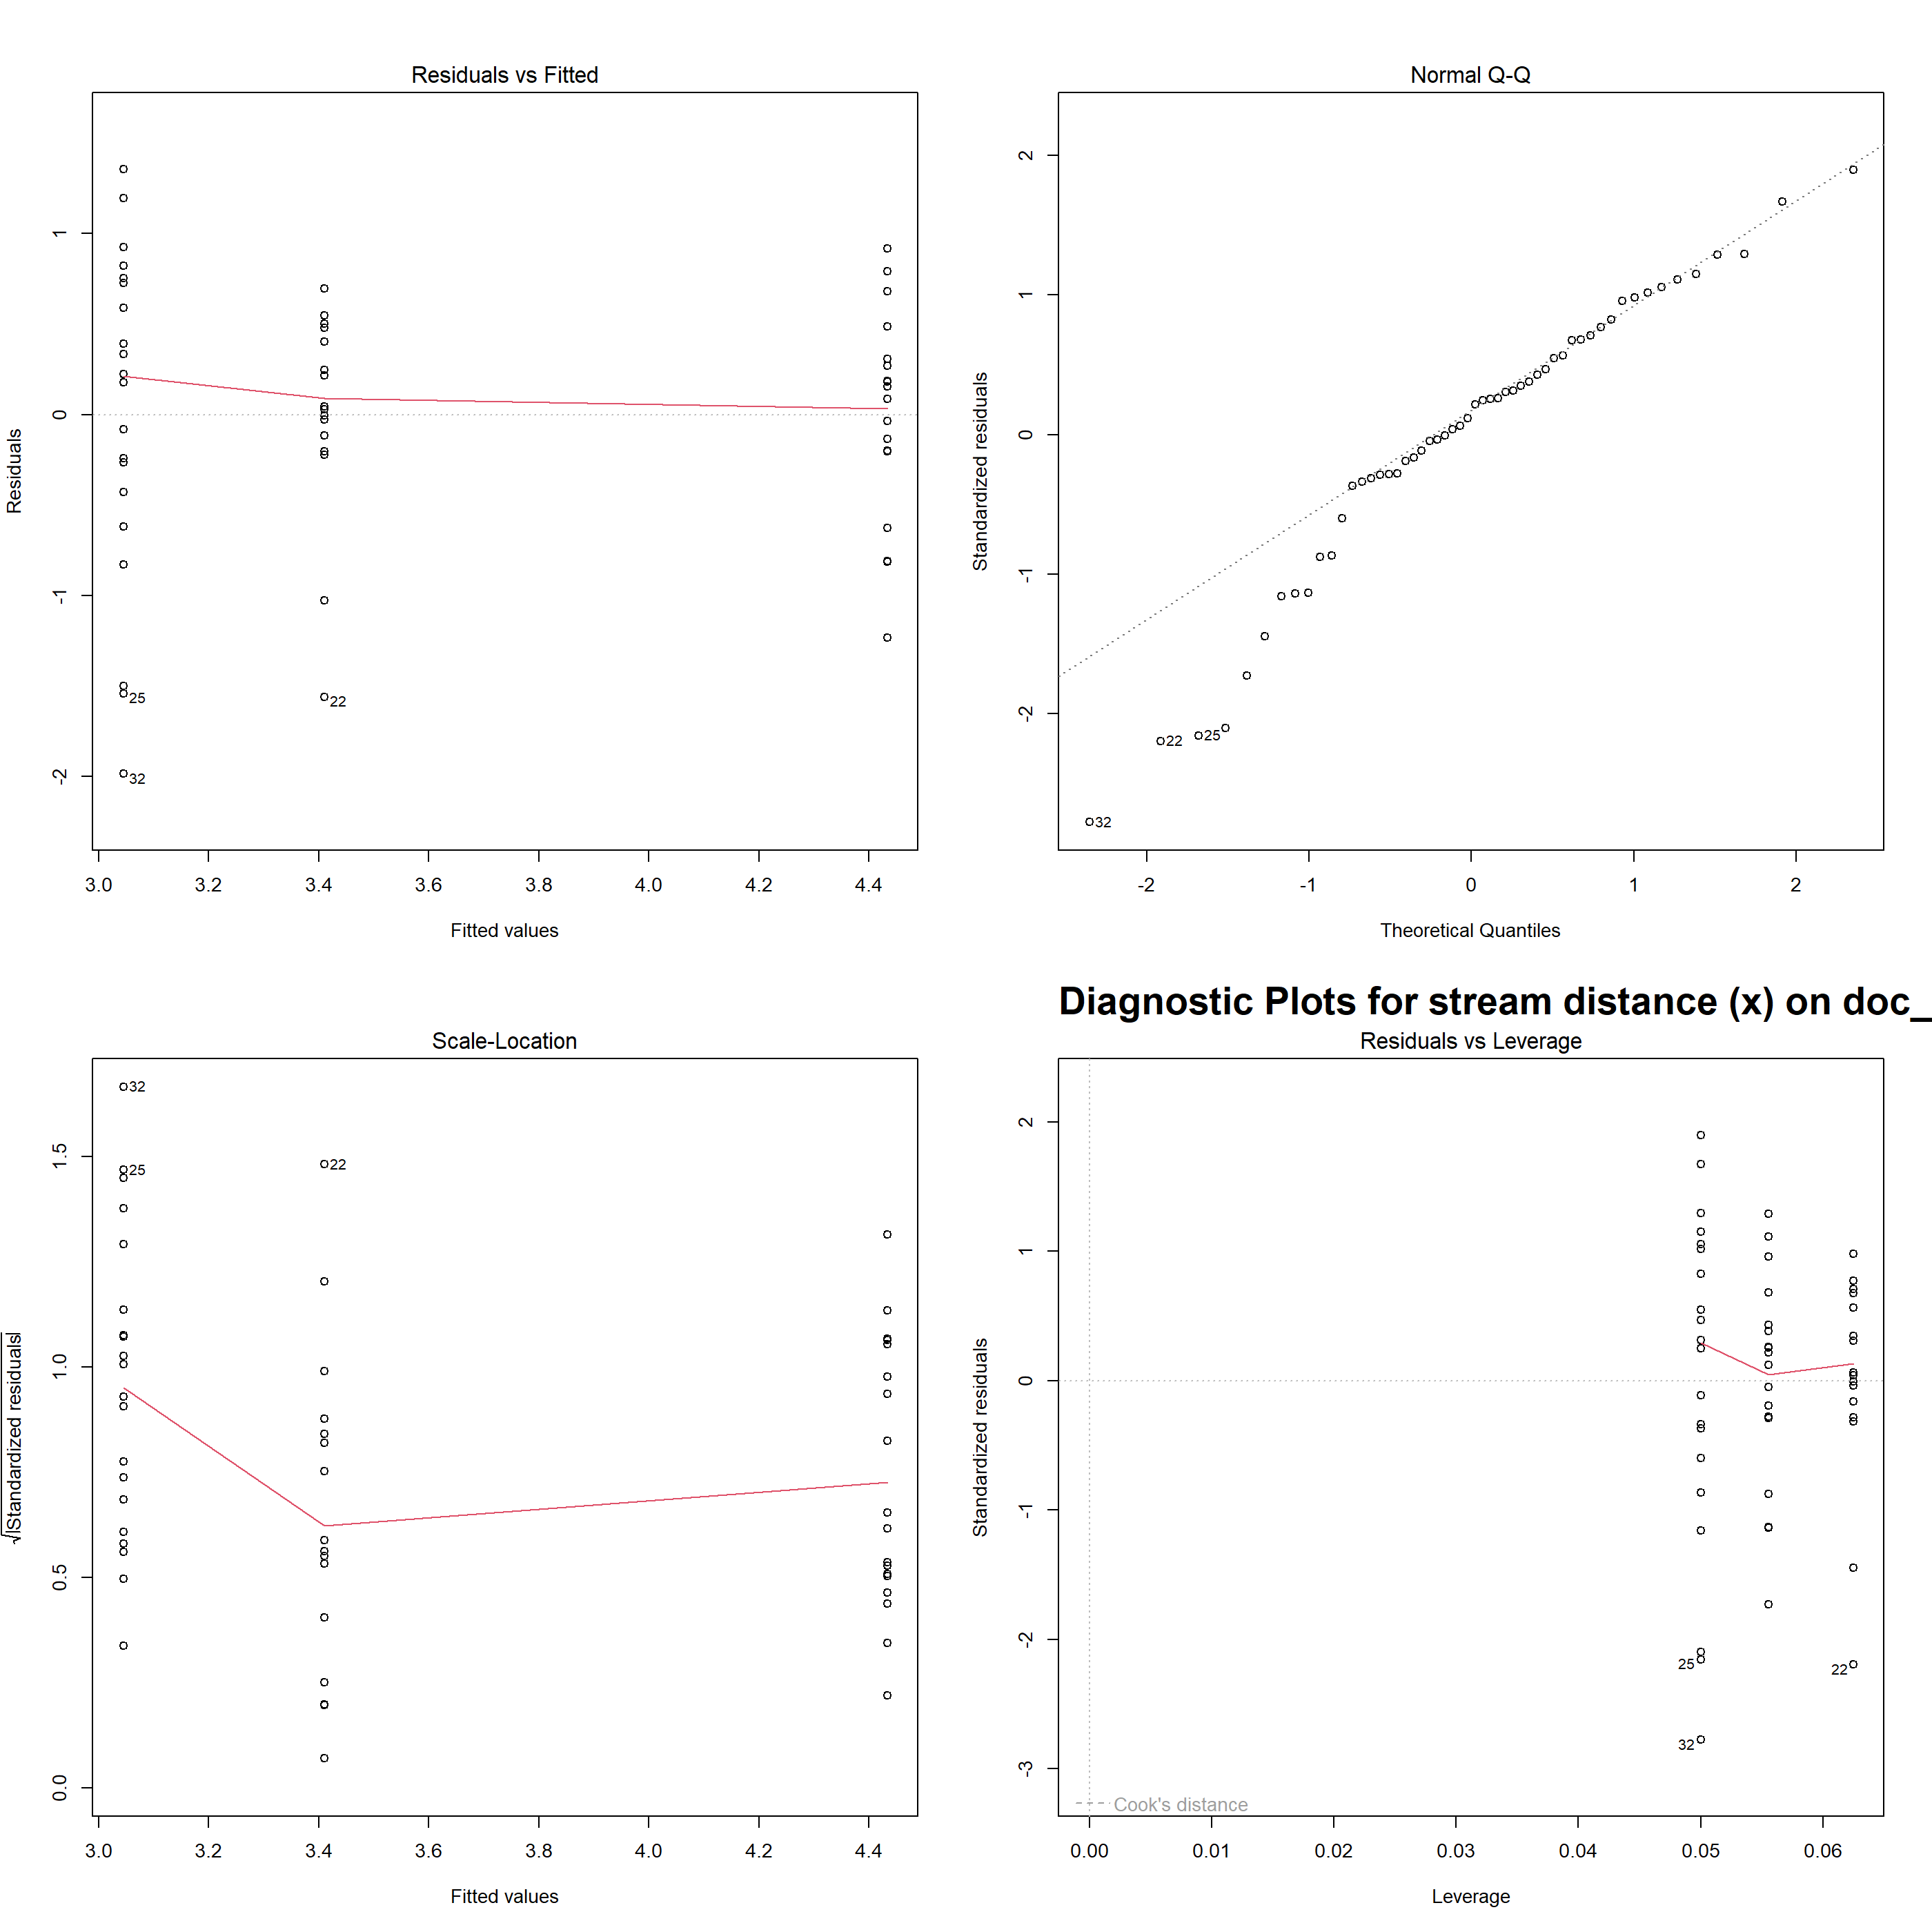 Residuals vs Fitted
Residuals
1
0
-1
-2
25
22
32
3.0 3.2 3.4 3.6 3.8 4.0 4.2 4.4
Fitted values
Normal Q-Q
Standardized residuals
2
1
0
-1
-2
22
25
32
-2 -1 0 1 2
Theoretical Quantiles
Scale-Location
√|Standardized residuals|
1.5
1.0
0.5
0.0
32
25
22
3.0 3.2 3.4 3.6 3.8 4.0 4.2 4.4
Fitted values
Diagnostic Plots for stream distance (x) on doc_
Residuals vs Leverage
Standardized residuals
2
1
0
-1
-2
-3
25
22
32
Cook's distance
0.00 0.01 0.02 0.03 0.04 0.05 0.06
Leverage